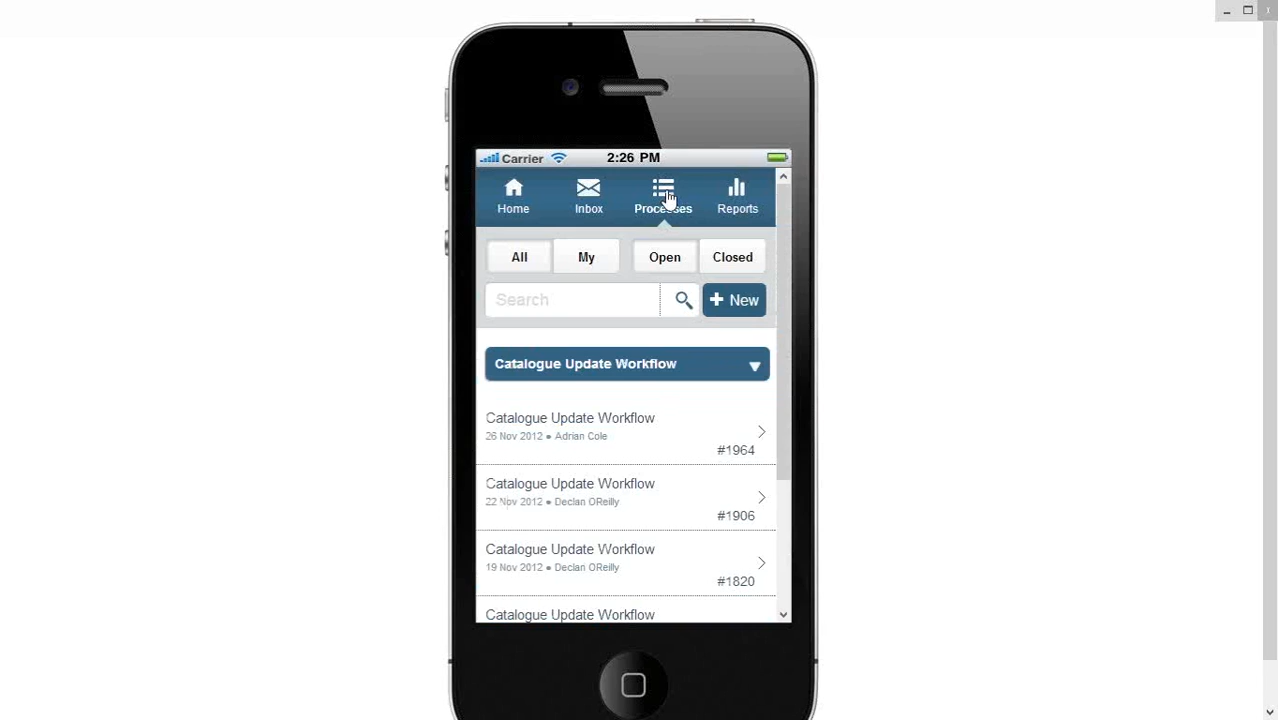 Carrier 2:26 PM
Home Inbox Processes Reports
All My Open Closed
Search New
Catalogue Update Workflow
Catalogue Update Workflow
26 Nov 2012 • Adrian Cole
#1964
Catalogue Update Workflow
22 Nov 2012 • Declan OReilly
#1906
Catalogue Update Workflow
19 Nov 2012 • Declan OReilly
#1820
Catalogue Update Workflow